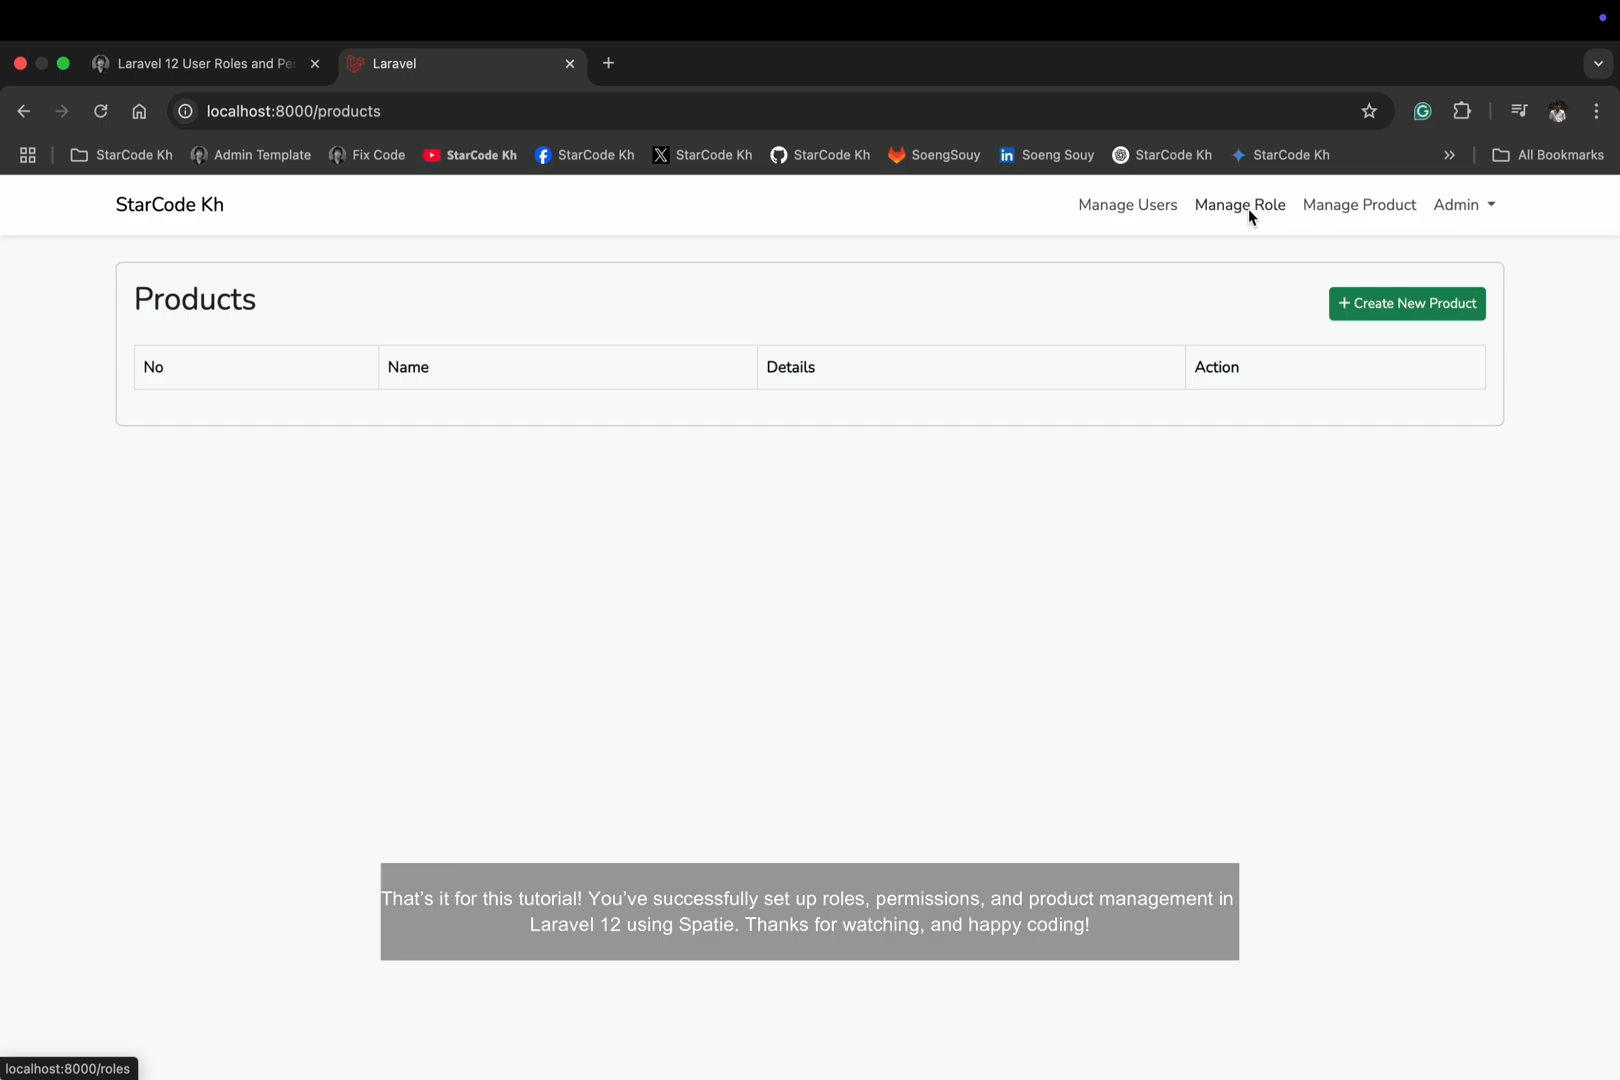 Laravel 12 User Roles and Pe
Laravel
localhost:8000/products
StarCode Kh
Admin Template
Fix Code
StarCode Kh
StarCode Kh
StarCode Kh
StarCode Kh
SoengSouy
Soeng Souy
StarCode Kh
StarCode Kh
All Bookmarks
StarCode Kh
Manage Users
Manage Role
Manage Product
Admin
Products
+ Create New Product
No
Name
Details
Action
That’s it for this tutorial! You’ve successfully set up roles, permissions, and product management in
Laravel 12 using Spatie. Thanks for watching, and happy coding!
localhost:8000/roles